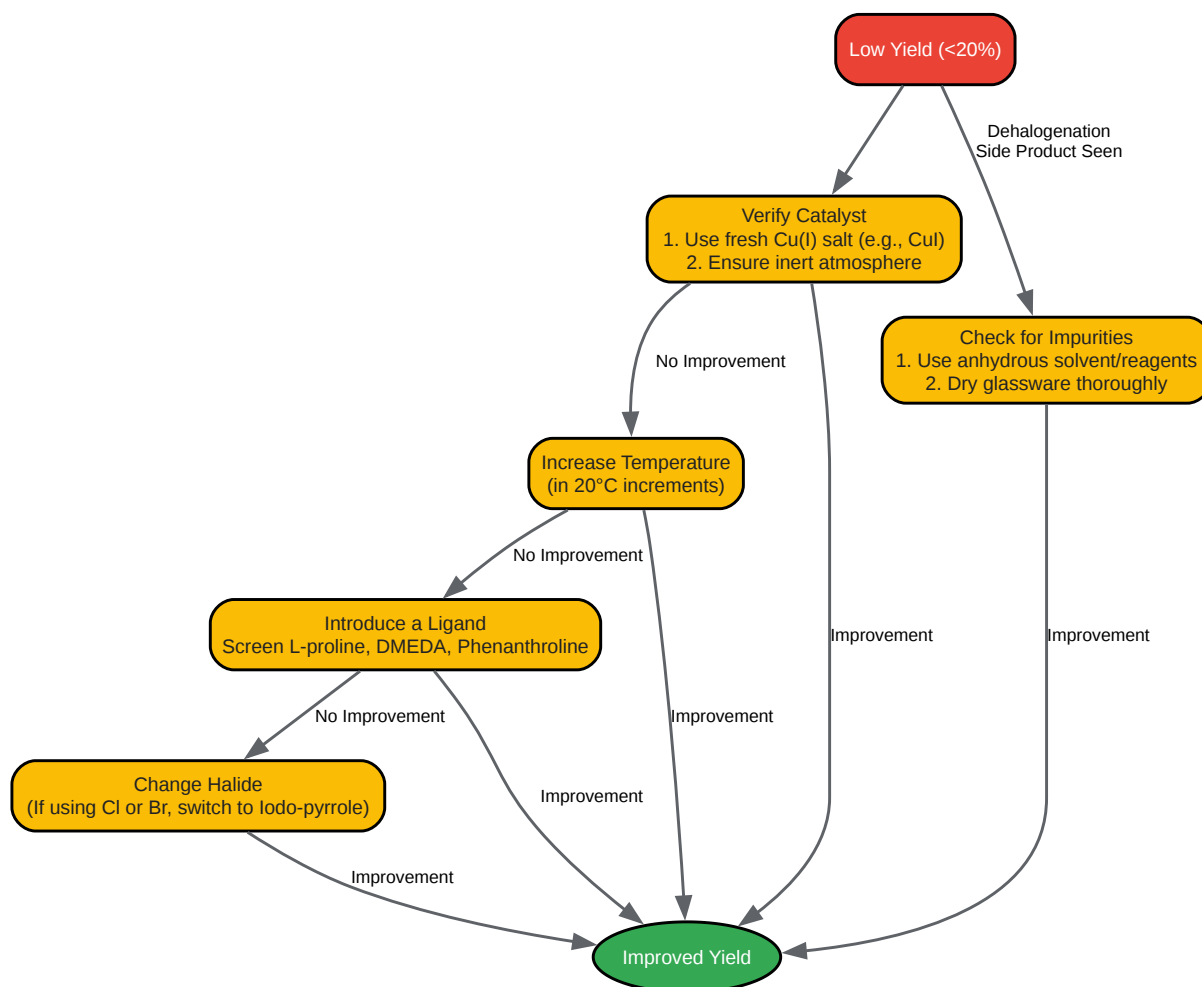 Low Yield (<20%)
Dehalogenation
Side Product Seen
Verify Catalyst
1. Use fresh Cu(I) salt (e.g., CuI)
2. Ensure inert atmosphere
Check for Impurities
1. Use anhydrous solvent/reagents
2. Dry glassware thoroughly
No Improvement
Increase Temperature
(in 20°C increments)
No Improvement
Introduce a Ligand
Screen L-proline, DMEDA, Phenanthroline
Improvement
Improvement
No Improvement
Improvement
Change Halide
(If using Cl or Br, switch to Iodo-pyrrole)
Improvement
Improvement
Improved Yield